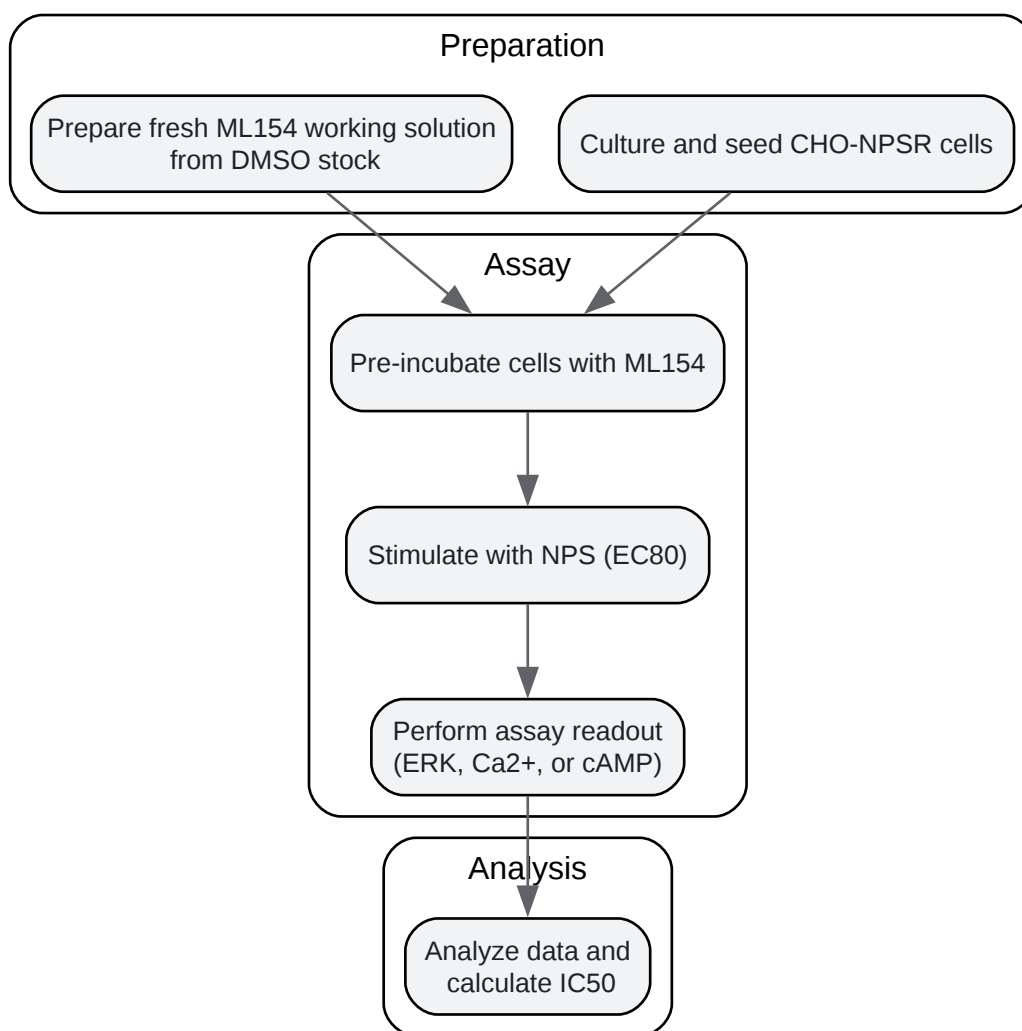 Preparation
Prepare fresh ML154 working solution
from DMSO stock
Culture and seed CHO-NPSR cells
Assay
Pre-incubate cells with ML154
Stimulate with NPS (EC80)
Perform assay readout
(ERK, Ca2+, or cAMP)
Analysis
Analyze data and
calculate IC50